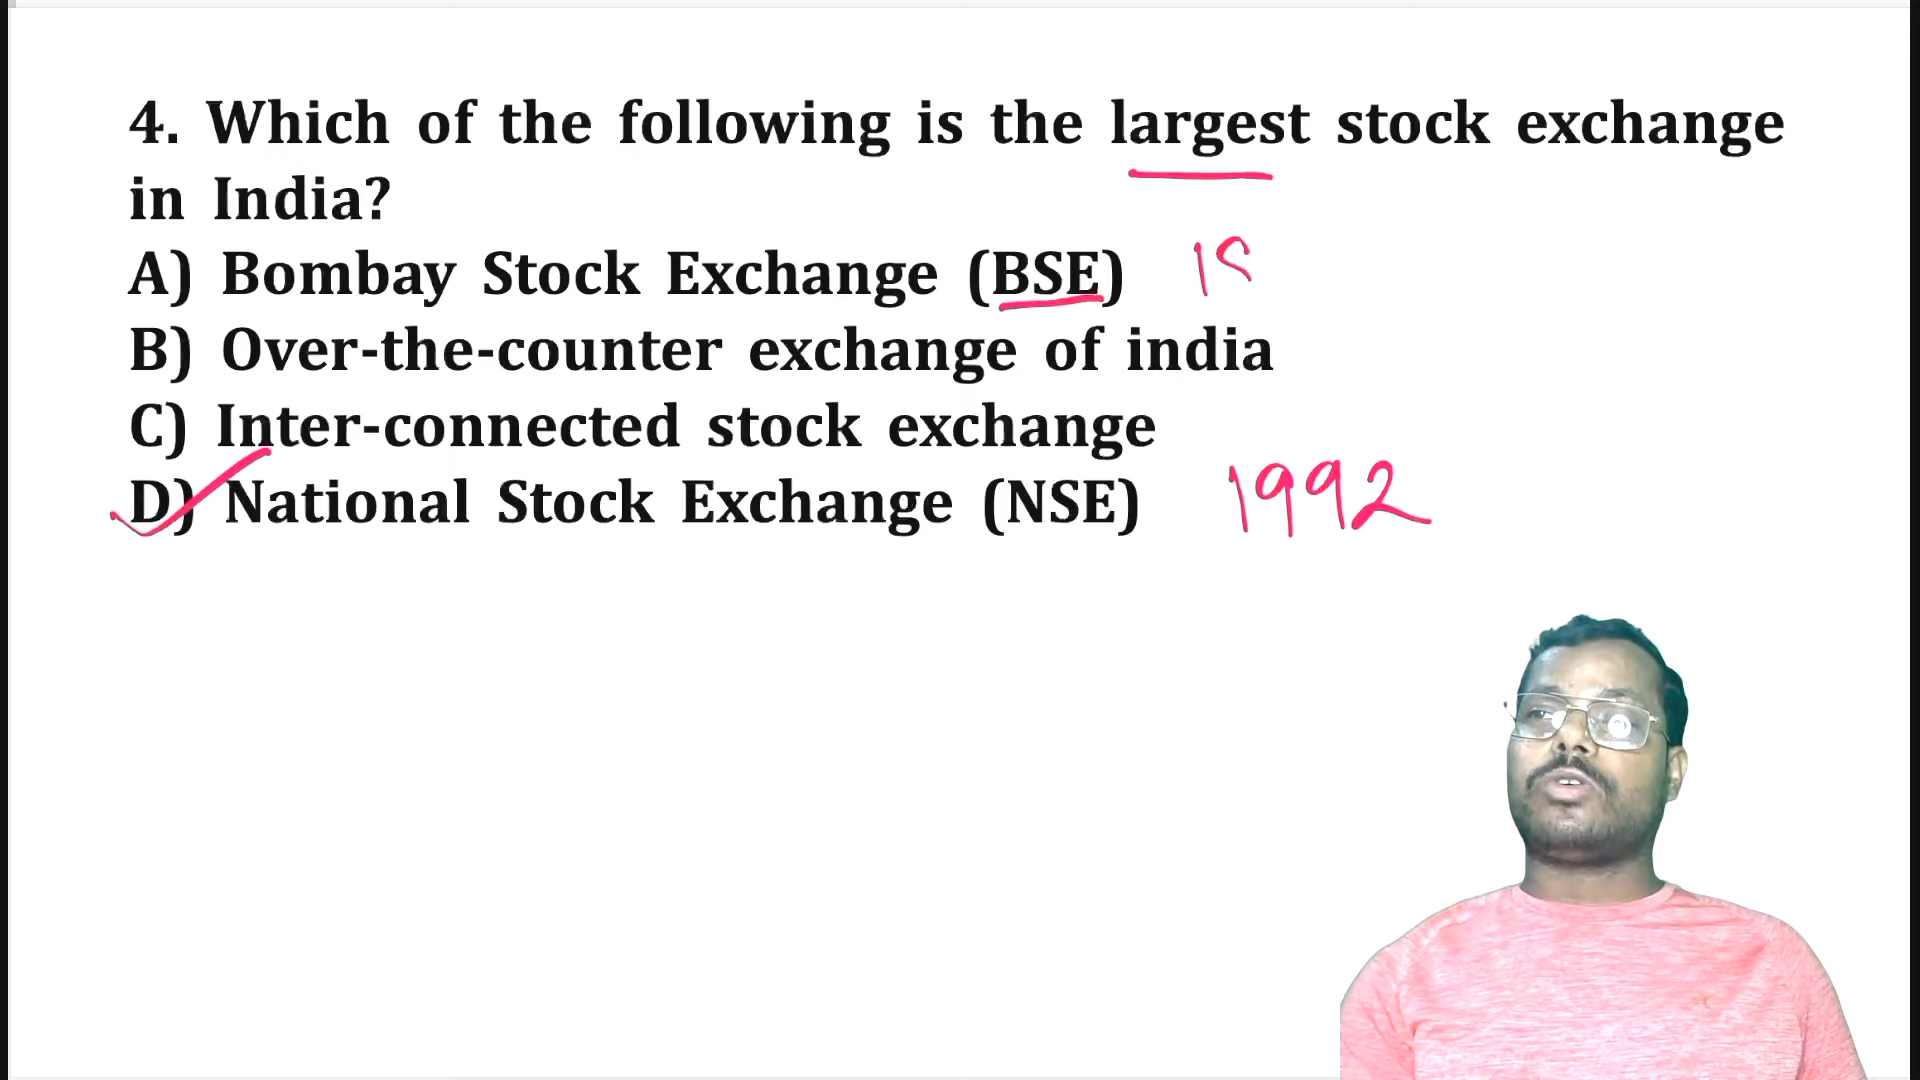 4. Which of the following is the largest stock exchange
in India?
A) Bombay Stock Exchange (BSE)
B) Over-the-counter exchange of india
C) Inter-connected stock exchange
D) National Stock Exchange (NSE) 1992